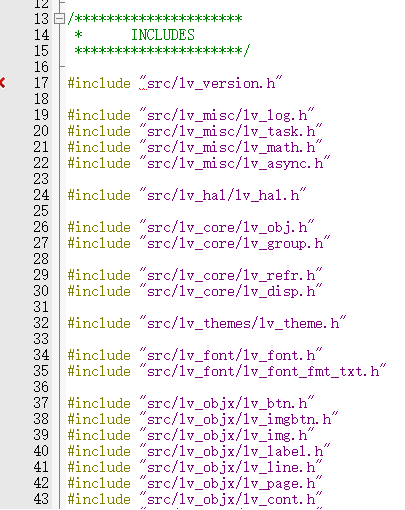 12
13 /*********************
14 *      INCLUDES
15 *********************/
16
17 #include "src/lv_version.h"
18
19 #include "src/lv_misc/lv_log.h"
20 #include "src/lv_misc/lv_task.h"
21 #include "src/lv_misc/lv_math.h"
22 #include "src/lv_misc/lv_async.h"
23
24 #include "src/lv_hal/lv_hal.h"
25
26 #include "src/lv_core/lv_obj.h"
27 #include "src/lv_core/lv_group.h"
28
29 #include "src/lv_core/lv_refr.h"
30 #include "src/lv_core/lv_disp.h"
31
32 #include "src/lv_themes/lv_theme.h"
33
34 #include "src/lv_font/lv_font.h"
35 #include "src/lv_font/lv_font_fmt_txt.h"
36
37 #include "src/lv_objx/lv_btn.h"
38 #include "src/lv_objx/lv_imgbtn.h"
39 #include "src/lv_objx/lv_img.h"
40 #include "src/lv_objx/lv_label.h"
41 #include "src/lv_objx/lv_line.h"
42 #include "src/lv_objx/lv_page.h"
43 #include "src/lv_objx/lv_cont.h"